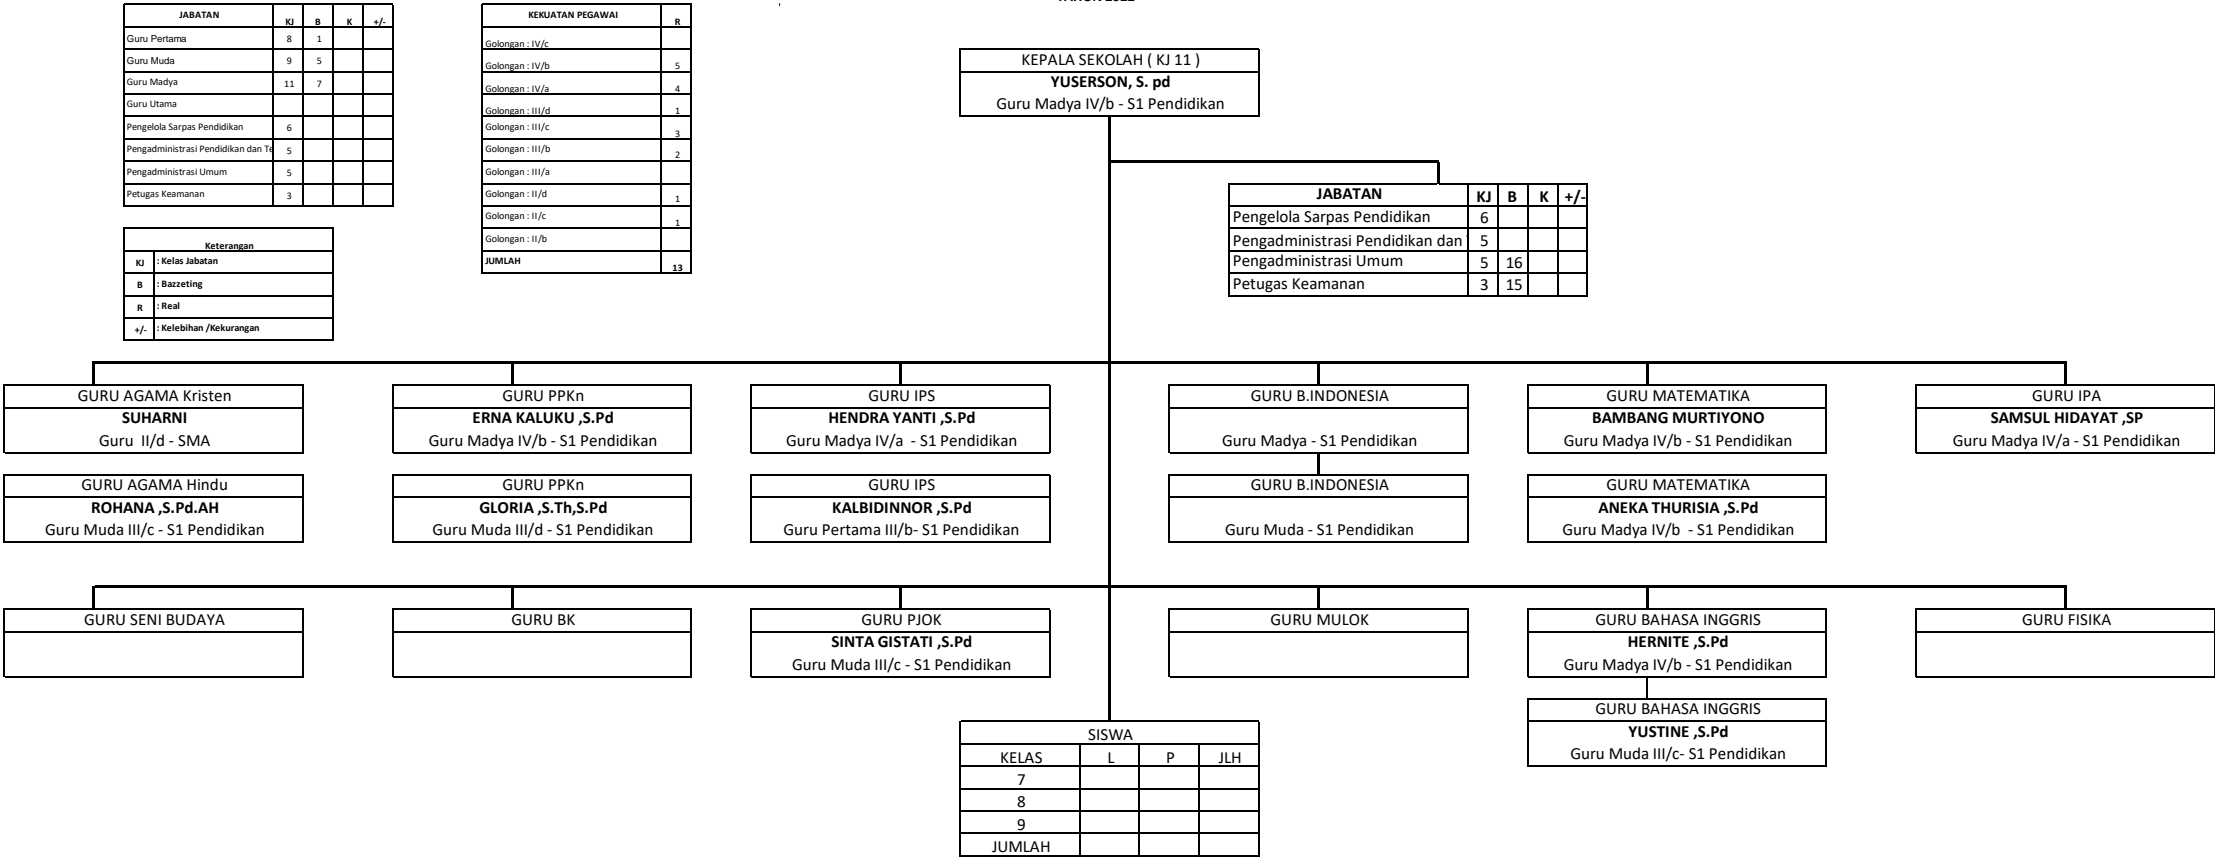 JABATAN KJ B K +/-
Guru Pertama 8 1
Guru Muda 9 5
Guru Madya 11 7
Guru Utama
Pengelola Sarpas Pendidikan 6
Pengadministrasi Pendidikan dan Te 5
Pengadministrasi Umum 5
Petugas Keamanan 3
Keterangan
KJ : Kelas Jabatan
B : Bazzeting
R : Real
+/- : Kelebihan /Kekurangan
KEKUATAN PEGAWAI R
Golongan : IV/c
Golongan : IV/b 5
Golongan : IV/a 4
Golongan : III/d 1
Golongan : III/c 3
Golongan : III/b 2
Golongan : III/a
Golongan : II/d 1
Golongan : II/c 1
Golongan : II/b
JUMLAH 13
KEPALA SEKOLAH ( KJ 11 )
YUSERSON, S. pd
Guru Madya IV/b - S1 Pendidikan
JABATAN KJ B K +/-
Pengelola Sarpas Pendidikan 6
Pengadministrasi Pendidikan dan 5
Pengadministrasi Umum 5 16
Petugas Keamanan 3 15
GURU AGAMA Kristen
SUHARNI
Guru II/d - SMA
GURU PPKn
ERNA KALUKU ,S.Pd
Guru Madya IV/b - S1 Pendidikan
GURU IPS
HENDRA YANTI ,S.Pd
Guru Madya IV/a - S1 Pendidikan
GURU B.INDONESIA
Guru Madya - S1 Pendidikan
GURU MATEMATIKA
BAMBANG MURTIYONO
Guru Madya IV/b - S1 Pendidikan
GURU IPA
SAMSUL HIDAYAT ,SP
Guru Madya IV/a - S1 Pendidikan
GURU AGAMA Hindu
ROHANA ,S.Pd.AH
Guru Muda III/c - S1 Pendidikan
GURU PPKn
GLORIA ,S.Th,S.Pd
Guru Muda III/d - S1 Pendidikan
GURU IPS
KALBIDINNOR ,S.Pd
Guru Pertama III/b- S1 Pendidikan
GURU B.INDONESIA
Guru Muda - S1 Pendidikan
GURU MATEMATIKA
ANEKA THURISIA ,S.Pd
Guru Madya IV/b - S1 Pendidikan
GURU SENI BUDAYA
GURU BK
GURU PJOK
SINTA GISTATI ,S.Pd
Guru Muda III/c - S1 Pendidikan
GURU MULOK
GURU BAHASA INGGRIS
HERNITE ,S.Pd
Guru Madya IV/b - S1 Pendidikan
GURU FISIKA
GURU BAHASA INGGRIS
YUSTINE ,S.Pd
Guru Muda III/c- S1 Pendidikan
SISWA
KELAS L P JLH
7
8
9
JUMLAH